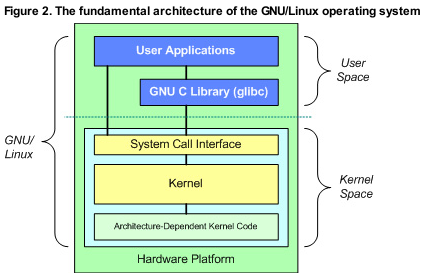 Figure 2. The fundamental architecture of the GNU/Linux operating system
User Applications
GNU C Library (glibc)
User
Space
GNU/
Linux
System Call Interface
Kernel
Architecture-Dependent Kernel Code
Kernel
Space
Hardware Platform